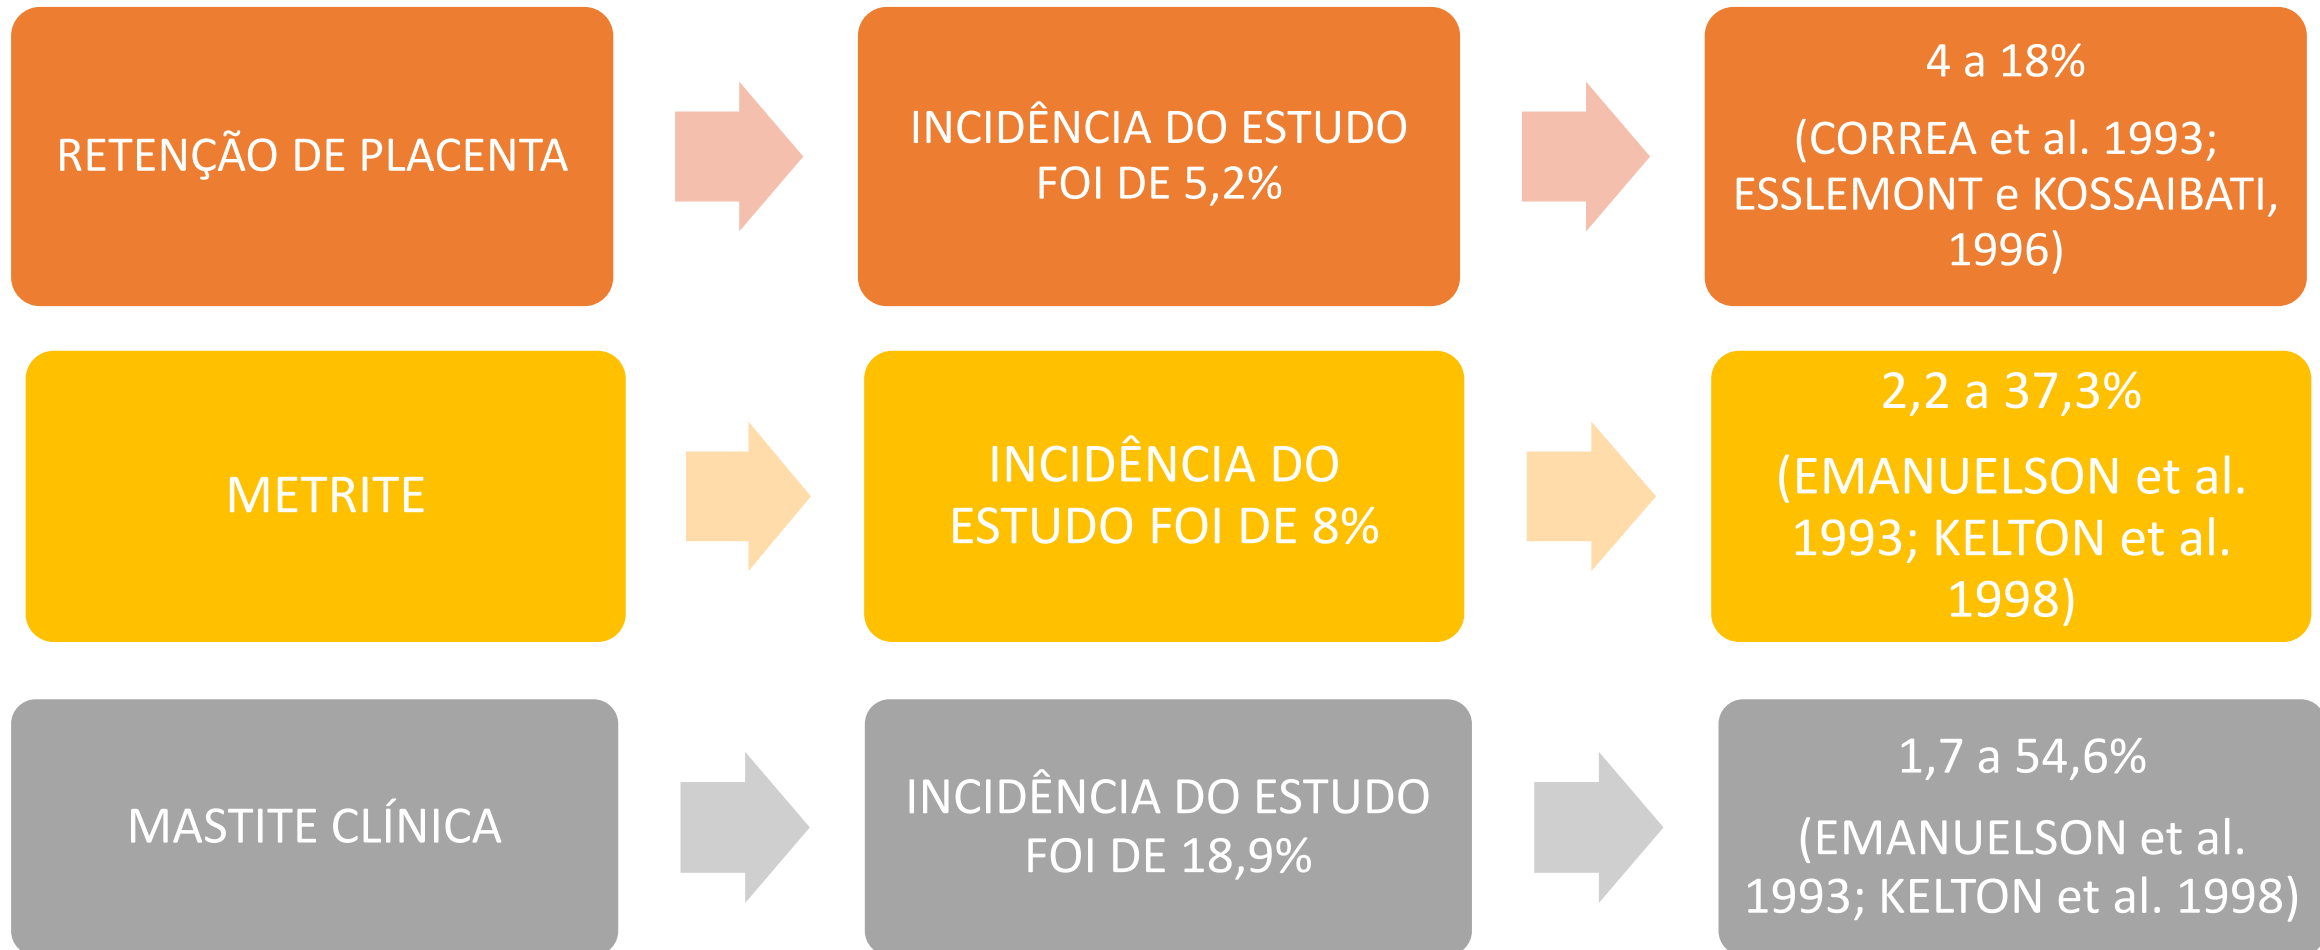 RETENÇÃO DE PLACENTA
INCIDÊNCIA DO ESTUDO
FOI DE 5,2%
4 a 18%
(CORREA et al. 1993;
ESSLEMONT e KOSSAIBATI,
1996)
METRITE
INCIDÊNCIA DO
ESTUDO FOI DE 8%
2,2 a 37,3%
(EMANUELSON et al.
1993; KELTON et al.
1998)
MASTITE CLÍNICA
INCIDÊNCIA DO ESTUDO
FOI DE 18,9%
1,7 a 54,6%
(EMANUELSON et al.
1993; KELTON et al. 1998)